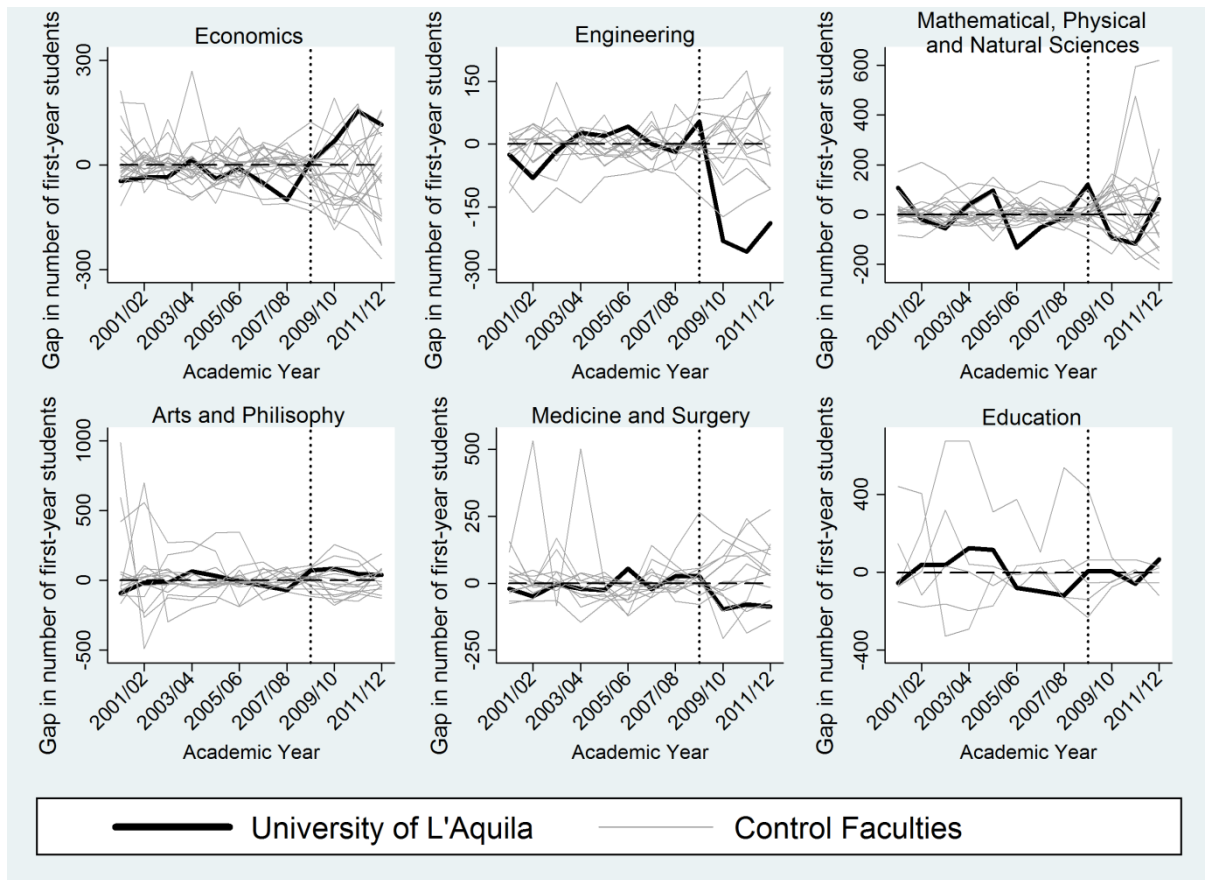 Economics
Gap in number of first-year students
300
0
-300
2001/02
2003/04
2005/06
2007/08
2009/10
2011/12
Academic Year
Engineering
Gap in number of first-year students
150
0
-150
-300
2001/02
2003/04
2005/06
2007/08
2009/10
2011/12
Academic Year
Mathematical, Physical
and Natural Sciences
Gap in number of first-year students
600
400
200
0
-200
2001/02
2003/04
2005/06
2007/08
2009/10
2011/12
Academic Year
Arts and Philisophy
Gap in number of first-year students
1000
500
0
-500
2001/02
2003/04
2005/06
2007/08
2009/10
2011/12
Academic Year
Medicine and Surgery
Gap in number of first-year students
500
250
0
-250
2001/02
2003/04
2005/06
2007/08
2009/10
2011/12
Academic Year
Education
Gap in number of first-year students
400
0
-400
2001/02
2003/04
2005/06
2007/08
2009/10
2011/12
Academic Year
University of L'Aquila
Control Faculties